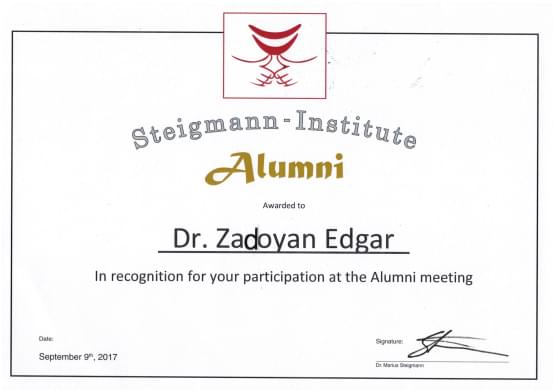 Steigmann-Institute
Alumni
Awarded to
Dr. Zadoyan Edgar
In recognition for your participation at the Alumni meeting
Date:
September 9th, 2017
Signature:
Dr. Marius Steigmann